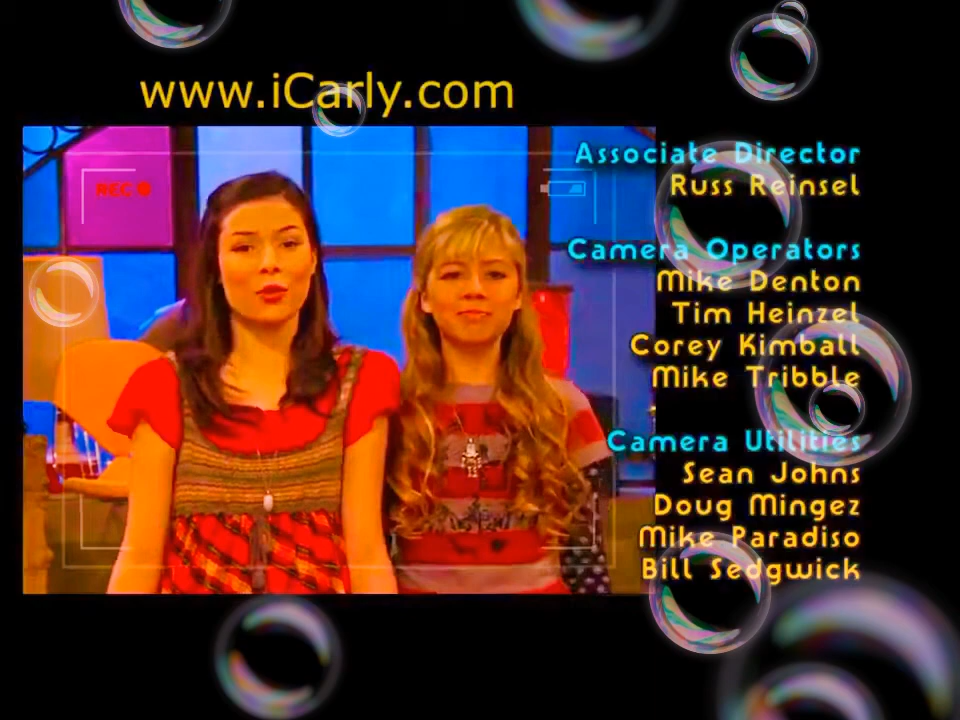 www.iCarly.com
REC
Associate Director
Russ Reinsel
Camera Operators
Mike Denton
Tim Heinzel
Corey Kimball
Mike Tribble
Camera Utilities
Sean Johns
Doug Mingez
Mike Paradiso
Bill Sedgwick